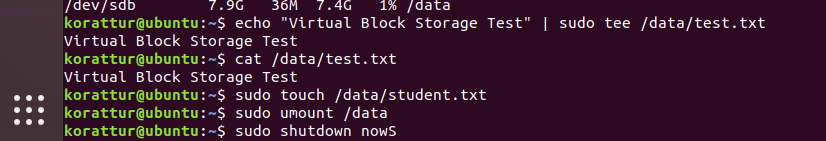 /dev/sdb        7.9G   36M  7.4G   1% /data
korattur@ubuntu:~$ echo "Virtual Block Storage Test" | sudo tee /data/test.txt
Virtual Block Storage Test
korattur@ubuntu:~$ cat /data/test.txt
Virtual Block Storage Test
korattur@ubuntu:~$ sudo touch /data/student.txt
korattur@ubuntu:~$ sudo umount /data
korattur@ubuntu:~$ sudo shutdown nowS